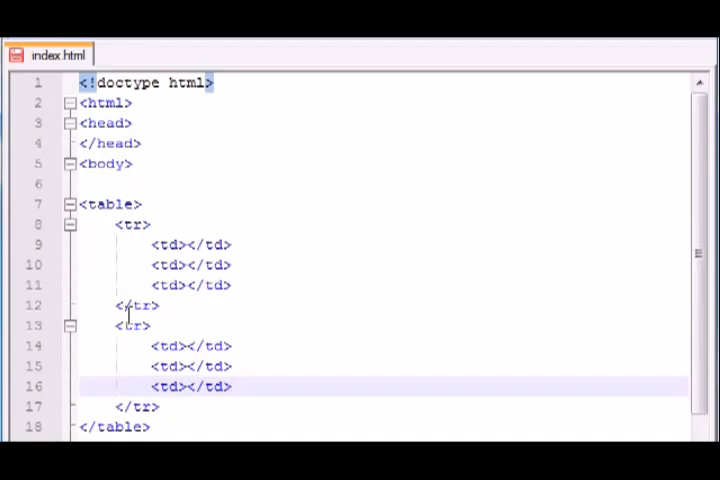 index.html
1 <!doctype html>
2 <html>
3 <head>
4 </head>
5 <body>
6
7 <table>
8 <tr>
9 <td></td>
10 <td></td>
11 <td></td>
12 </tr>
13 <tr>
14 <td></td>
15 <td></td>
16 <td></td>
17 </tr>
18 </table>